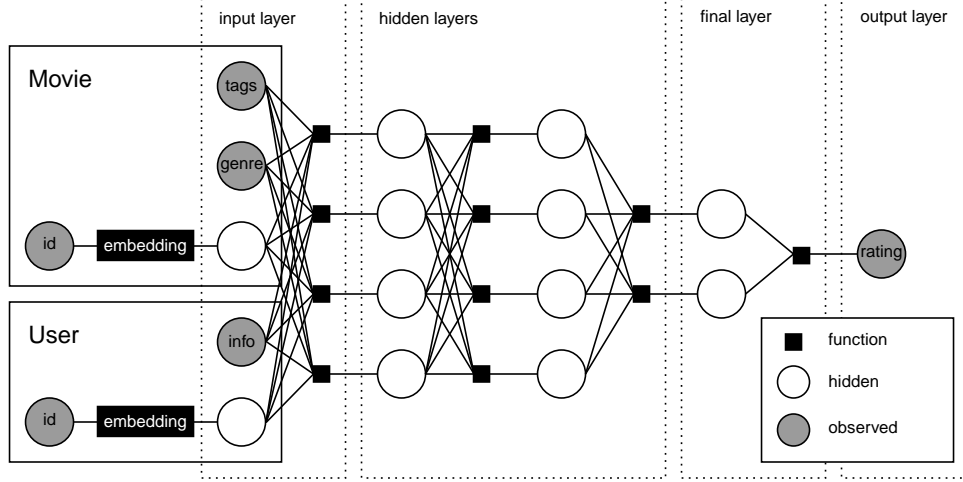 input layer
hidden layers
final layer
output layer
Movie
tags
genre
id
embedding
User
info
id
embedding
rating
function
hidden
observed